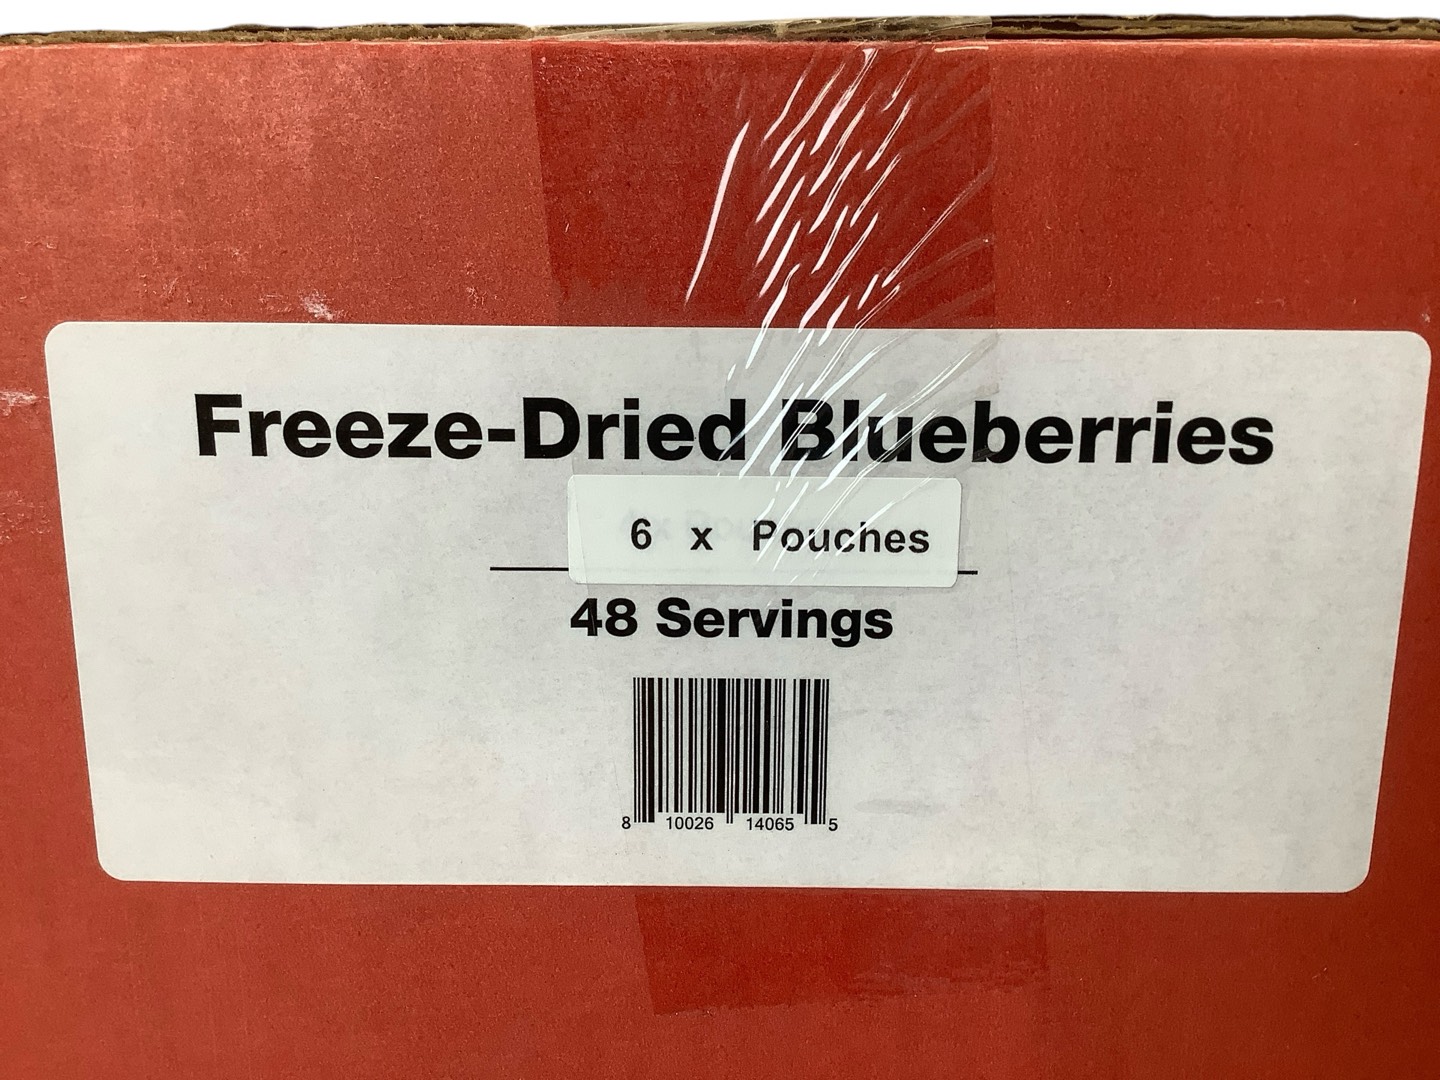 Freeze-Dried Blueberries
6 x Pouches
48 Servings
8 10026 14065 5